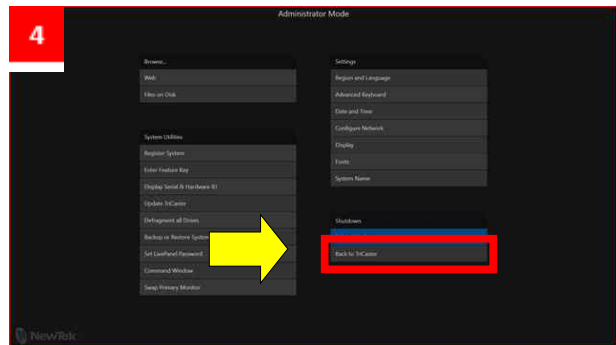 Administrator Mode
4
Browse...
Web
Files on Disk
System Utilities
Register System
Enter Feature Key
Display Serial & Hardware ID
Update TriCaster
Defragment all Drives
Backup or Restore System
Set LivePanel Password
Command Window
Swap Primary Monitor
Settings
Region and Language
Advanced Keyboard
Date and Time
Configure Network
Display
Fonts
System Name
Shutdown
Back to TriCaster
NewTek